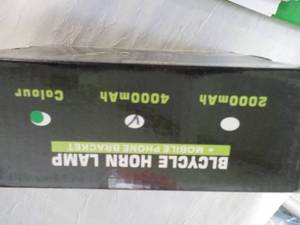 BLCYCLE HORN LAMP
+ MOBILE PHONE BRACKET
2000mAh 4000mAh Colour